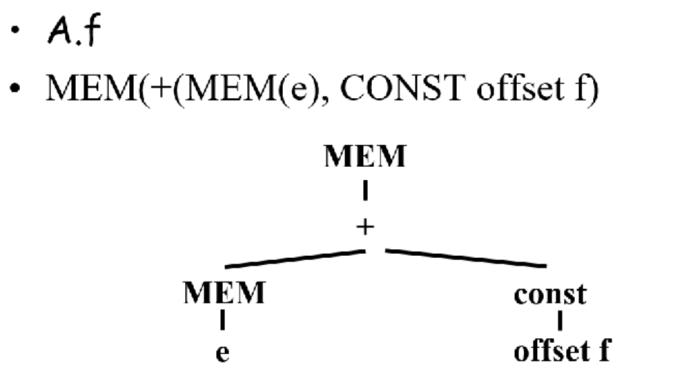 • A.f
• MEM(+(MEM(e), CONST offset f)
MEM
+
MEM const
e offset f